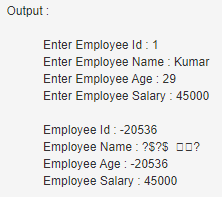 Output :
Enter Employee Id : 1
Enter Employee Name : Kumar
Enter Employee Age : 29
Enter Employee Salary : 45000
Employee Id : -20536
Employee Name : ?$?$ □□?
Employee Age : -20536
Employee Salary : 45000